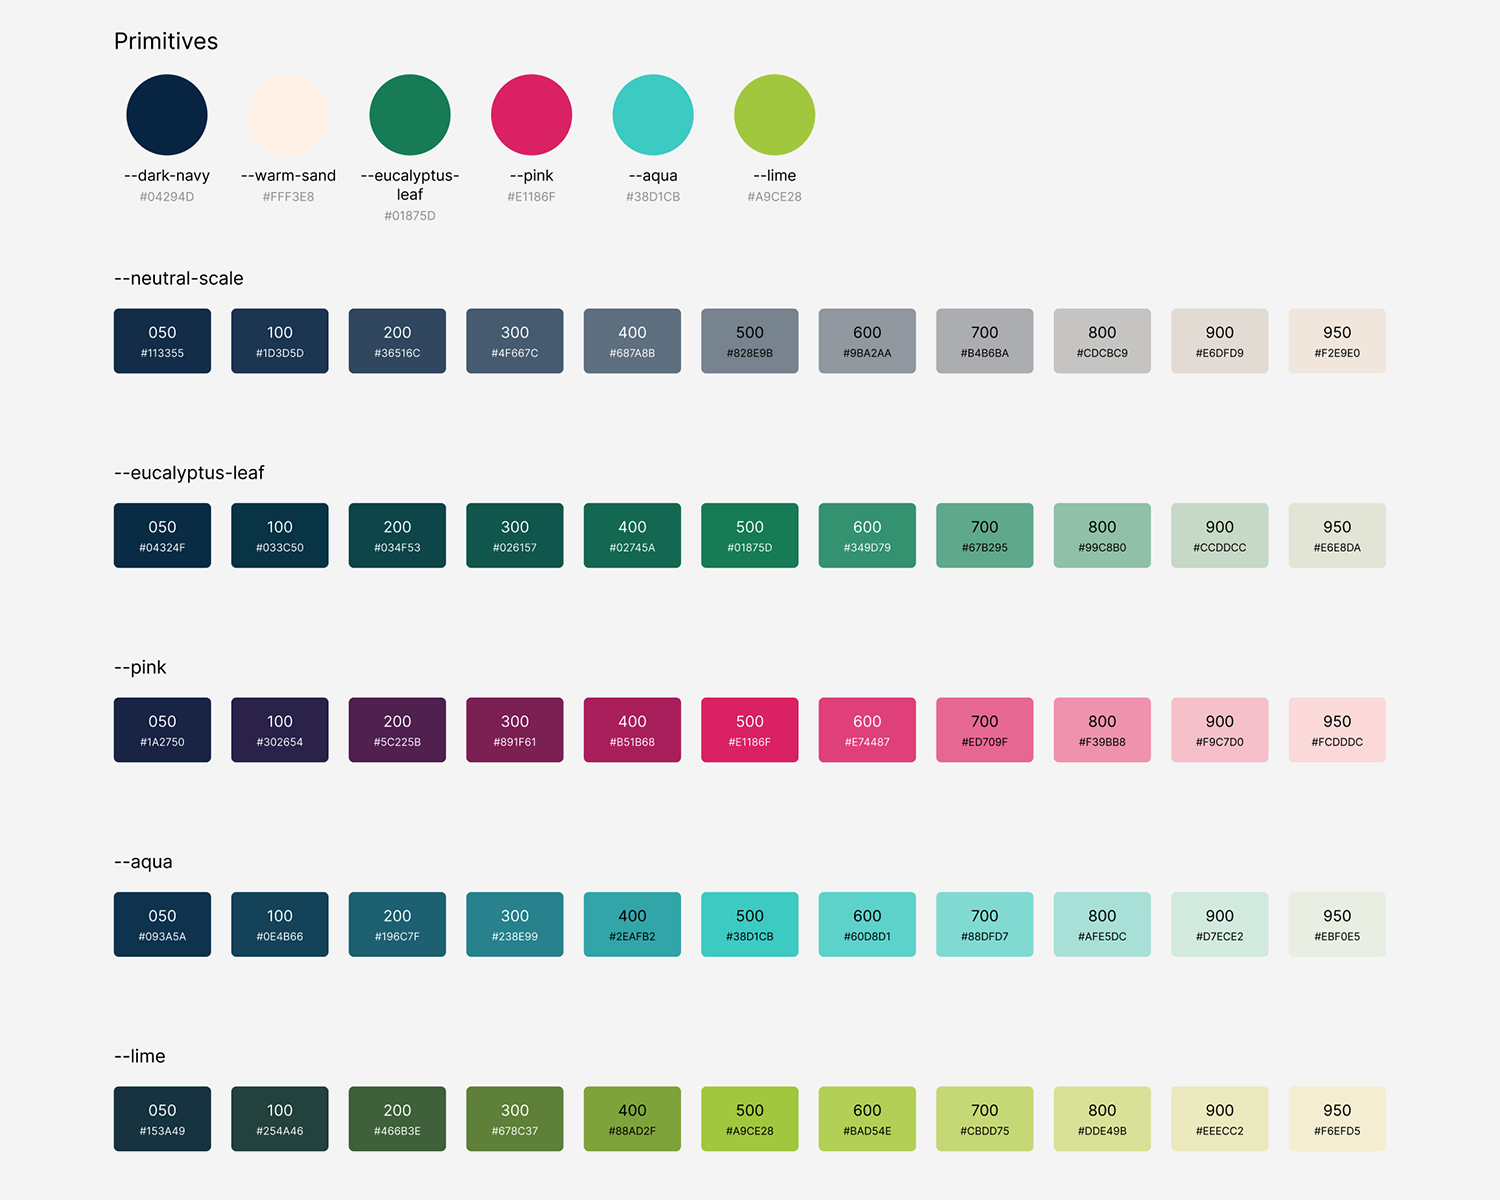 Primitives
--dark-navy
#04294D
--warm-sand
#FFF3E8
--eucalyptus-
leaf
#01875D
--pink
#E1186F
--aqua
#38D1CB
--lime
#A9CE28
--neutral-scale
050 100 200 300 400 500 600 700 800 900 950
#113355 #1D3D5D #36516C #4F667C #687A8B #828E9B #9BA2AA #B4B6BA #CDCBC9 #E6DFD9 #F2E9E0
--eucalyptus-leaf
050 100 200 300 400 500 600 700 800 900 950
#04324F #033C50 #034F53 #026157 #02745A #01875D #349D79 #67B295 #99C8B0 #CCDDCC #E6E8DA
--pink
050 100 200 300 400 500 600 700 800 900 950
#1A2750 #302654 #5C225B #891F61 #B51B68 #E1186F #E74487 #ED709F #F39BB8 #F9C7D0 #FCDDDC
--aqua
050 100 200 300 400 500 600 700 800 900 950
#093A5A #0E4B66 #196C7F #238E99 #2EAFB2 #38D1CB #60D8D1 #88DFD7 #AFE5DC #D7ECE2 #EBF0E5
--lime
050 100 200 300 400 500 600 700 800 900 950
#153A49 #254A46 #466B3E #678C37 #88AD2F #A9CE28 #BAD54E #CBDD75 #DDE49B #EEECC2 #F6EFD5